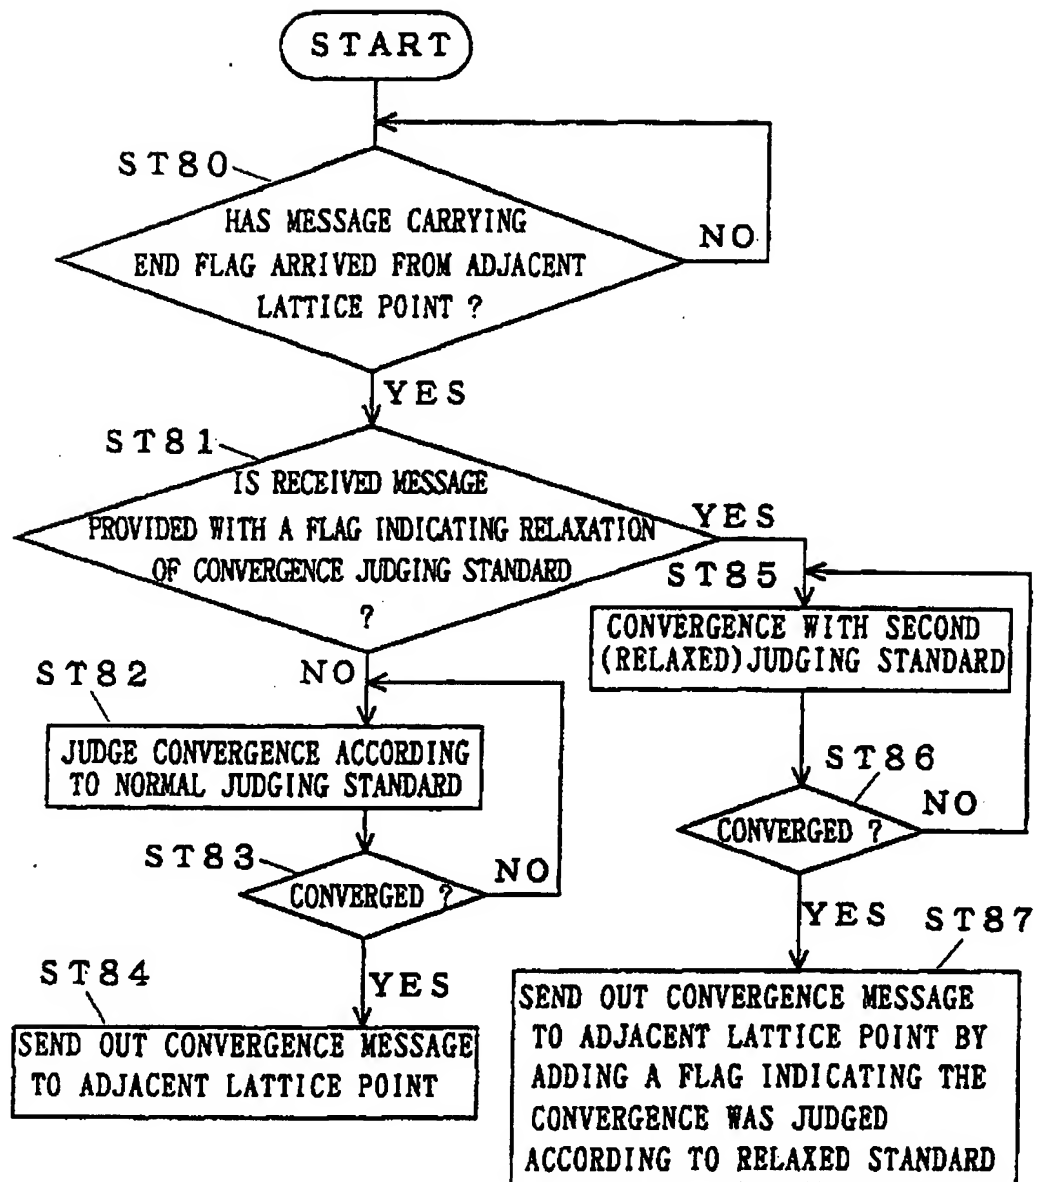 START
ST80
HAS MESSAGE CARRYING
END FLAG ARRIVED FROM ADJACENT
LATTICE POINT ?
NO
YES
ST81
IS RECEIVED MESSAGE
PROVIDED WITH A FLAG INDICATING RELAXATION
OF CONVERGENCE JUDGING STANDARD
?
YES
NO
ST82
JUDGE CONVERGENCE ACCORDING
TO NORMAL JUDGING STANDARD
ST83
CONVERGED ?
NO
YES
ST84
SEND OUT CONVERGENCE MESSAGE
TO ADJACENT LATTICE POINT
ST85
CONVERGENCE WITH SECOND
(RELAXED)JUDGING STANDARD
ST86
CONVERGED ?
NO
YES
ST87
SEND OUT CONVERGENCE MESSAGE
TO ADJACENT LATTICE POINT BY
ADDING A FLAG INDICATING THE
CONVERGENCE WAS JUDGED
ACCORDING TO RELAXED STANDARD